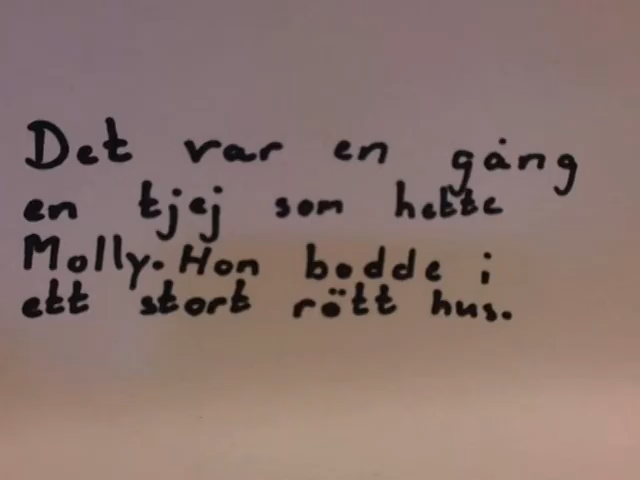 Det var en gång
en tjej som hette
Molly. Hon bodde i
ett stort rött hus.